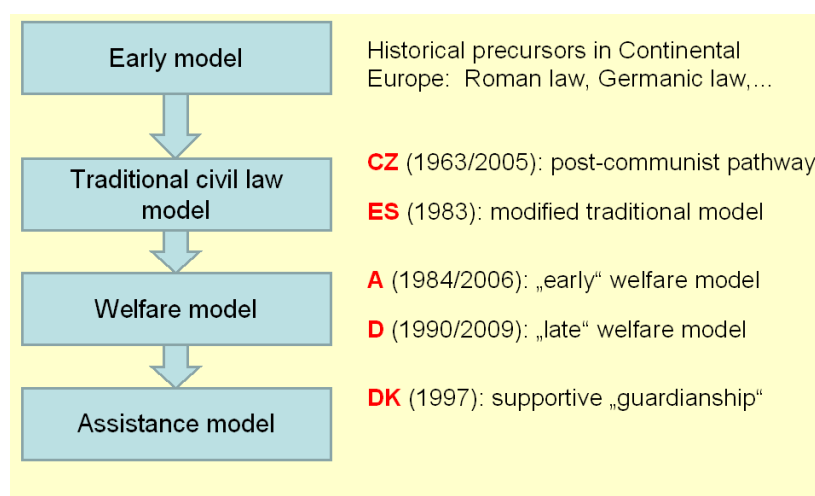 Early model
Historical precursors in Continental
Europe:  Roman law, Germanic law,...
Traditional civil law
model
CZ (1963/2005): post-communist pathway
ES (1983): modified traditional model
Welfare model
A (1984/2006): „early“ welfare model
D (1990/2009): „late“ welfare model
Assistance model
DK (1997): supportive „guardianship“